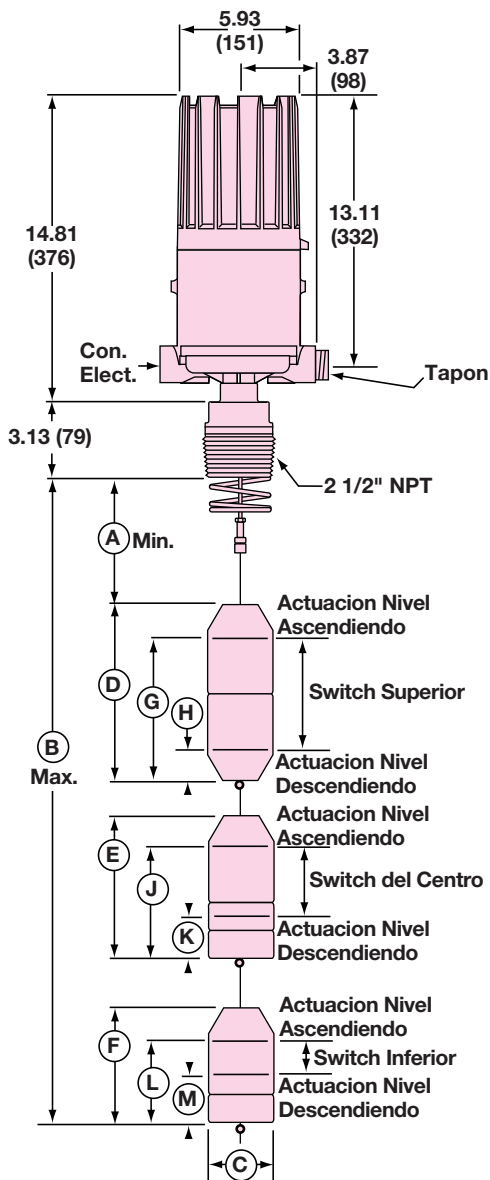 5.93
(151)
3.87
(98)
14.81
(376)
13.11
(332)
Con.
Elect.
Tapon
3.13 (79)
2 1/2" NPT
A Min.
Actuacion Nivel
Ascendiendo
D
G
H
Switch Superior
B
Max.
Actuacion Nivel
Descendiendo
Actuacion Nivel
Ascendiendo
E
J
K
Switch del Centro
Actuacion Nivel
Descendiendo
Actuacion Nivel
Ascendiendo
F
L
M
Switch Inferior
Actuacion Nivel
Descendiendo
C